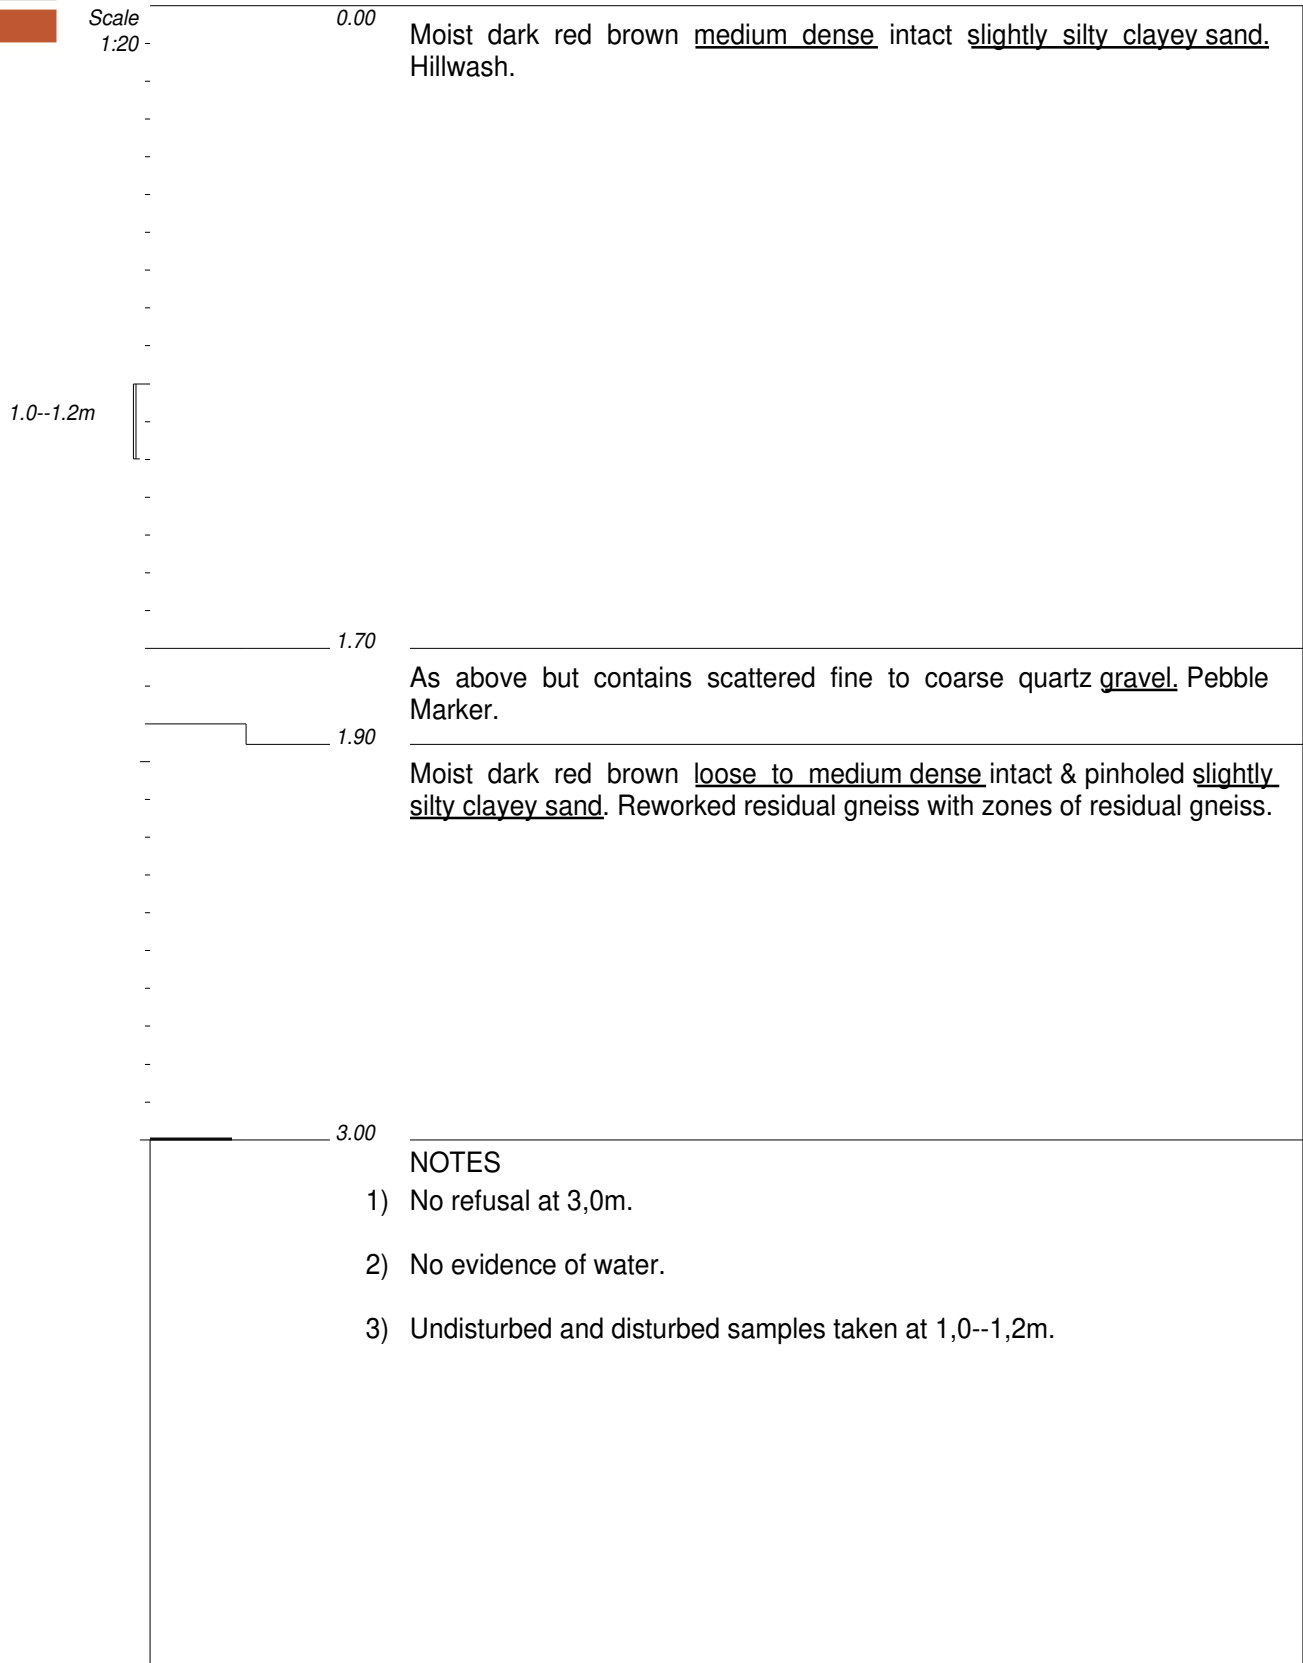 Scale
1:20
0.00
Moist dark red brown medium dense intact slightly silty clayey sand.
Hillwash.
1.0--1.2m
1.70
As above but contains scattered fine to coarse quartz gravel. Pebble
Marker.
1.90
Moist dark red brown loose to medium dense intact & pinholed slightly
silty clayey sand. Reworked residual gneiss with zones of residual gneiss.
3.00
NOTES
1) No refusal at 3,0m.
2) No evidence of water.
3) Undisturbed and disturbed samples taken at 1,0--1,2m.